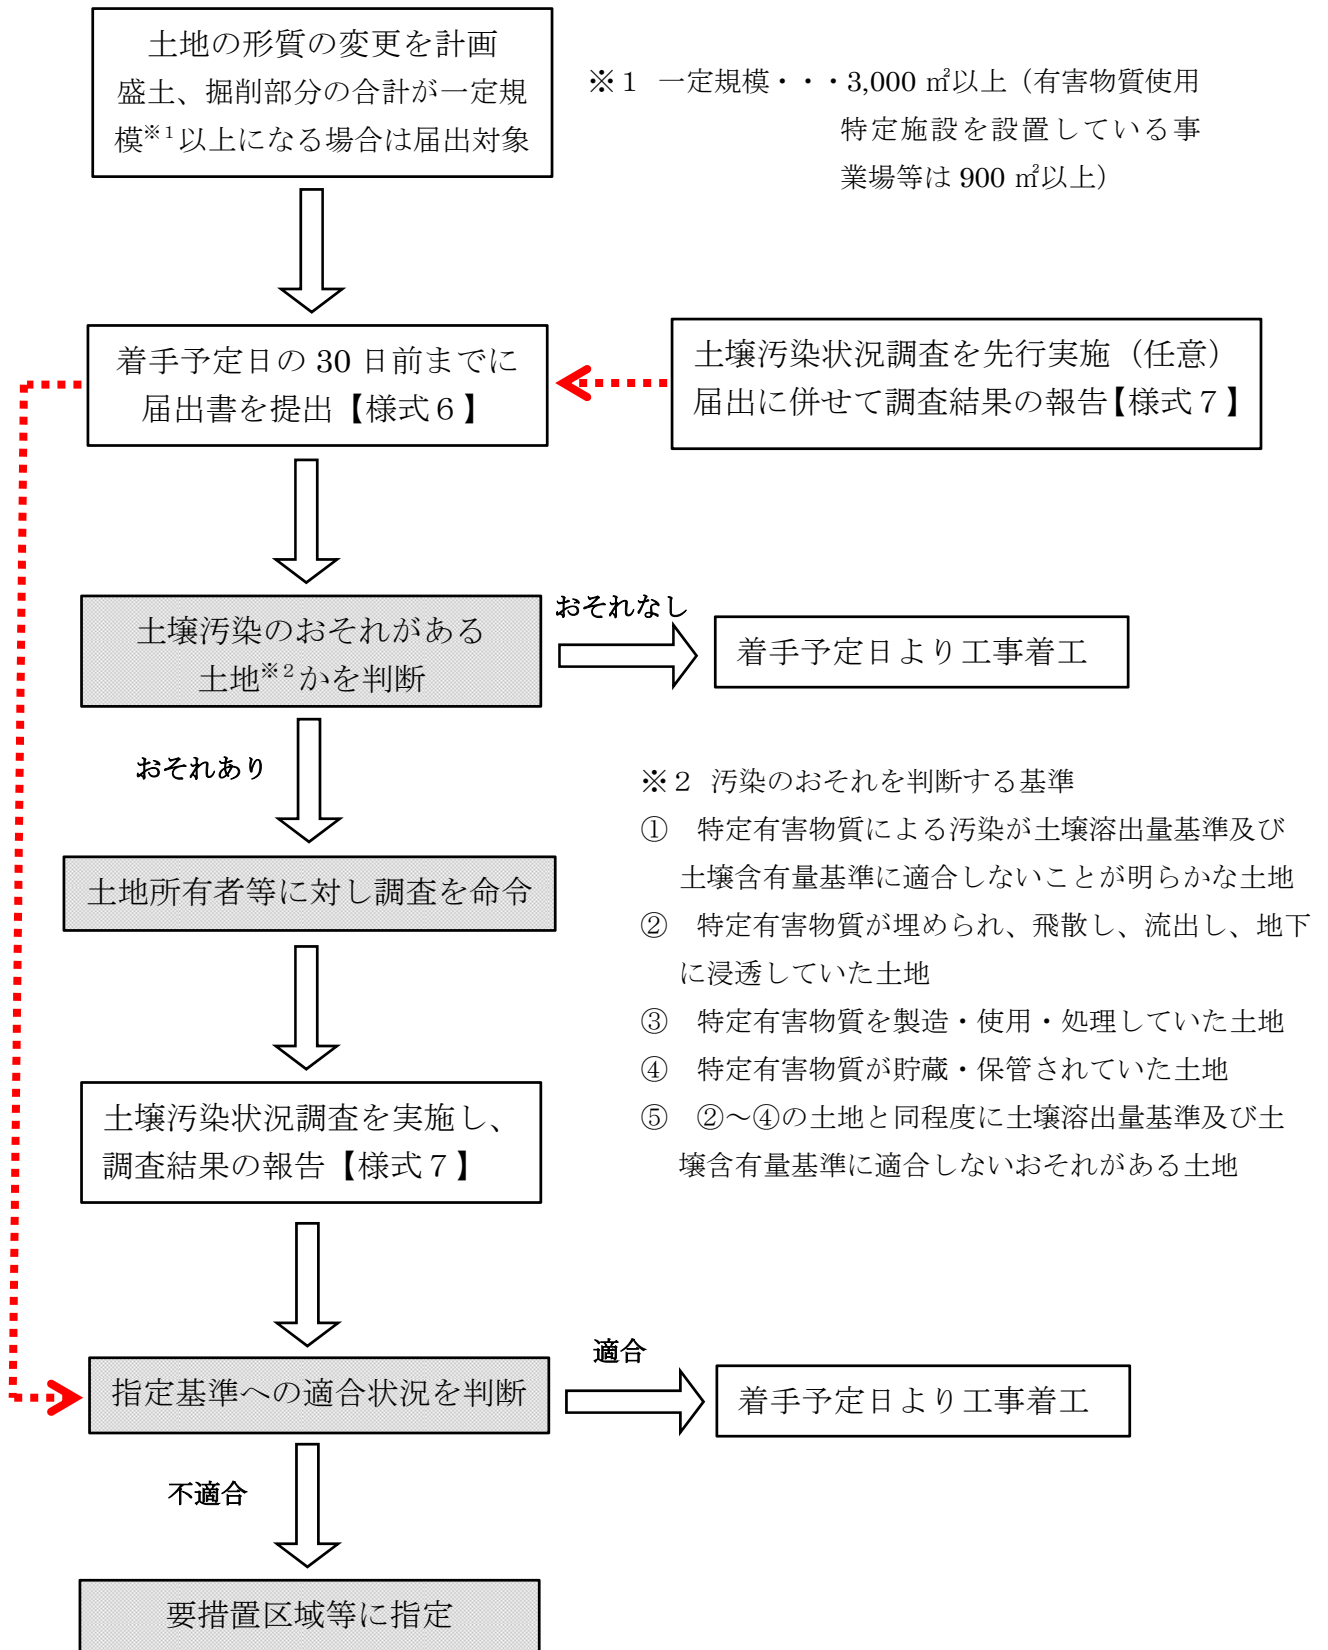 土地の形質の変更を計画
盛土、掘削部分の合計が一定規
模※1以上になる場合は届出対象
※1 一定規模・・・3,000 ㎡以上（有害物質使用
特定施設を設置している事
業場等は 900 ㎡以上）
着手予定日の 30 日前までに
届出書を提出【様式６】
土壌汚染状況調査を先行実施（任意）
届出に併せて調査結果の報告【様式７】
土壌汚染のおそれがある
土地※2かを判断
おそれなし
着手予定日より工事着工
おそれあり
※２ 汚染のおそれを判断する基準
① 特定有害物質による汚染が土壌溶出量基準及び
土壌含有量基準に適合しないことが明らかな土地
② 特定有害物質が埋められ、飛散し、流出し、地下
に浸透していた土地
③ 特定有害物質を製造・使用・処理していた土地
④ 特定有害物質が貯蔵・保管されていた土地
⑤ ②～④の土地と同程度に土壌溶出量基準及び土
壌含有量基準に適合しないおそれがある土地
土地所有者等に対し調査を命令
土壌汚染状況調査を実施し、
調査結果の報告【様式７】
指定基準への適合状況を判断
適合
着手予定日より工事着工
不適合
要措置区域等に指定